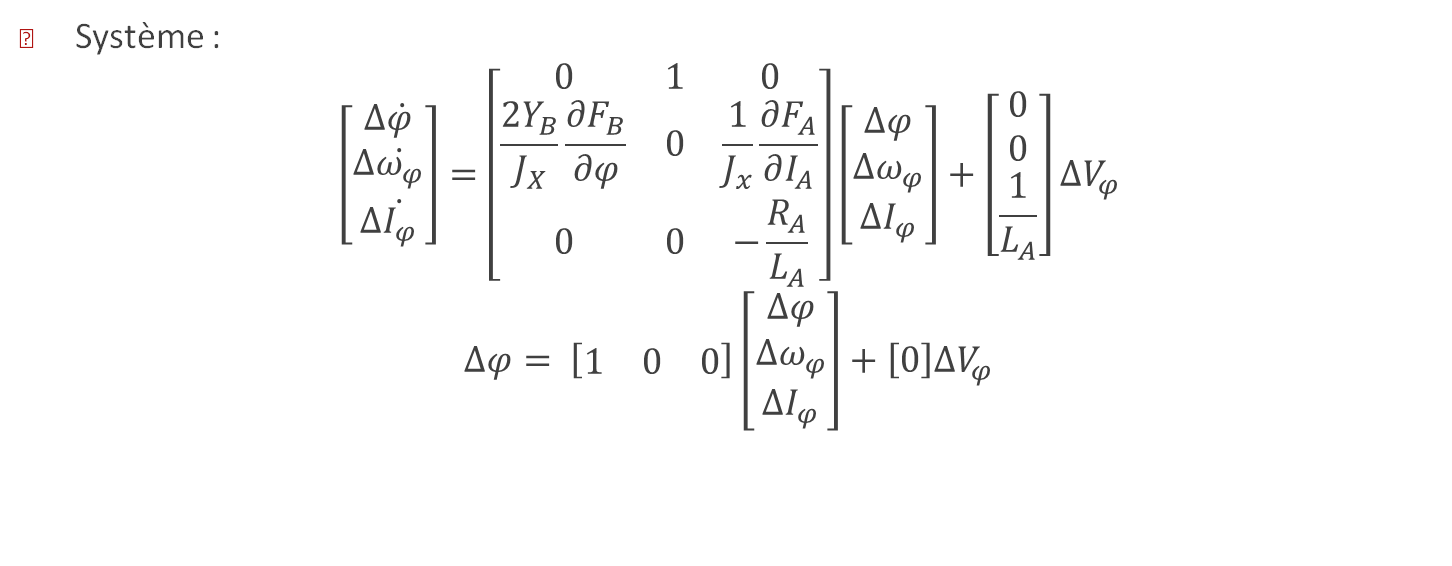 Système :
[Δφ̇; Δω̇_φ; Δİ_φ] = [0 1 0; 2Y_B/J_X ∂F_B/∂φ 0 1/J_x ∂F_A/∂I_A; 0 0 −R_A/L_A] [Δφ; Δω_φ; ΔI_φ] + [0; 0; 1/L_A] ΔV_φ
Δφ = [1 0 0] [Δφ; Δω_φ; ΔI_φ] + [0]ΔV_φ